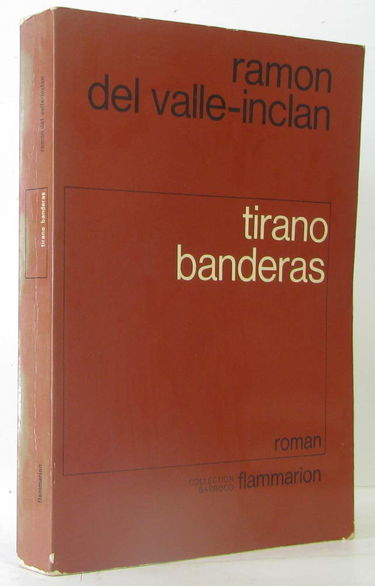 ramon
del valle-inclan
tirano
banderas
roman
COLLECTION
BARROCO flammarion
ramon del valle-inclan
tirano banderas
flammarion